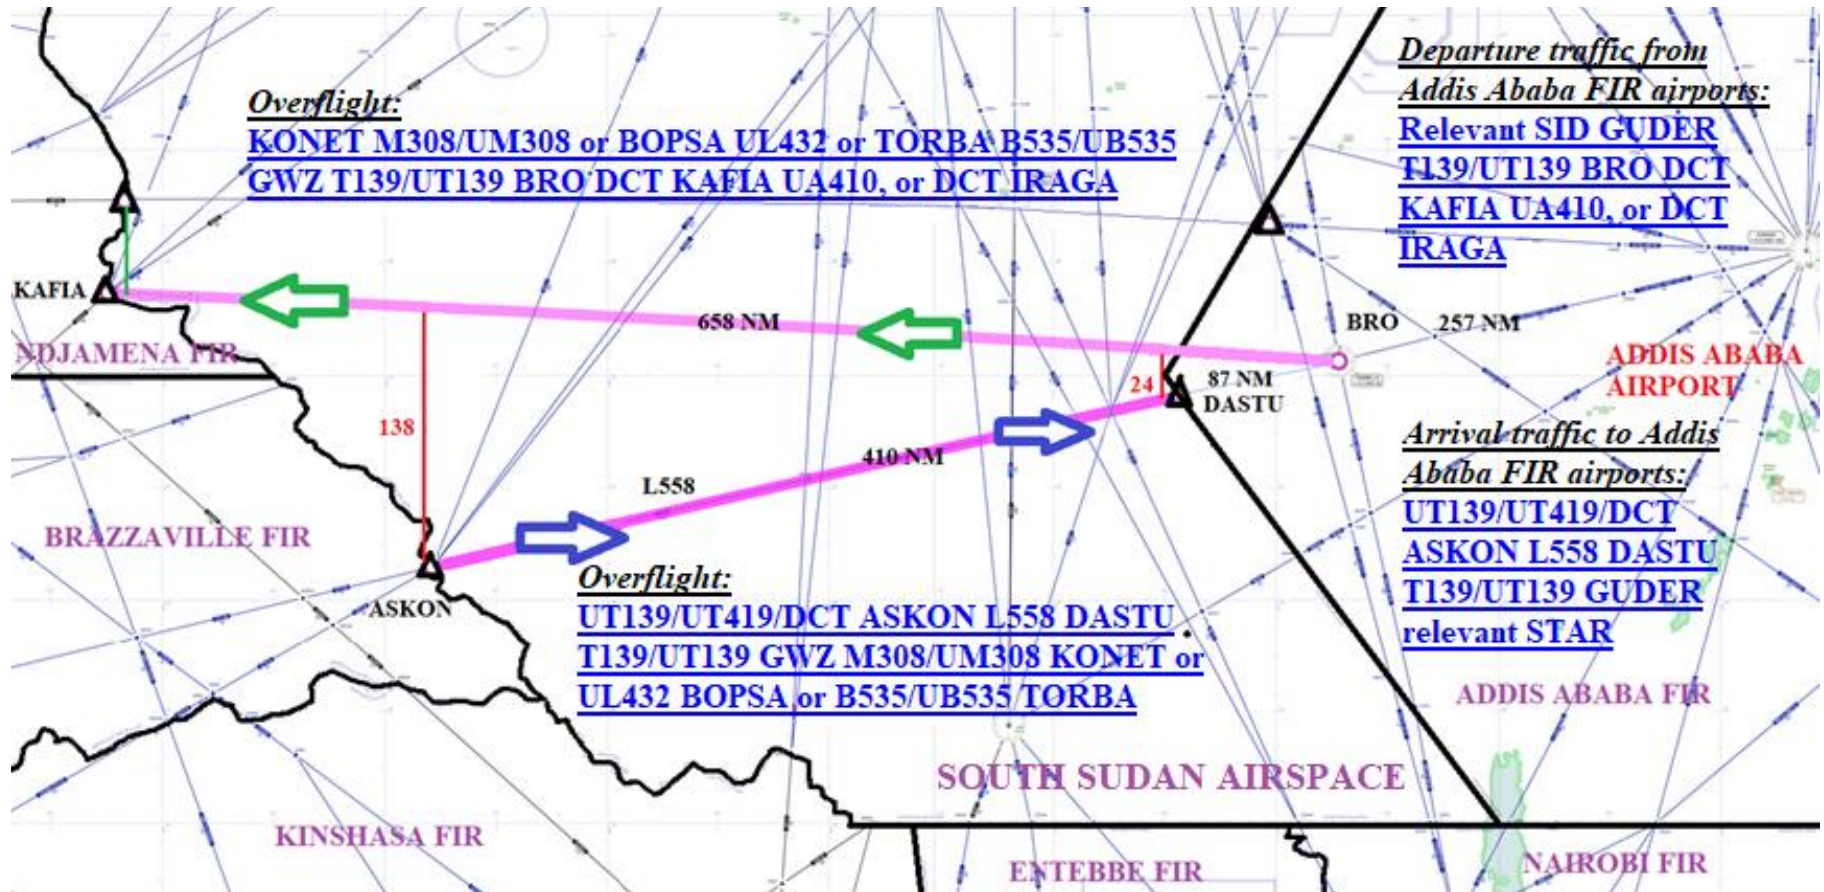 Overflight:
KONET M308/UM308 or BOPSA UL432 or TORBA B535/UB535
GWZ T139/UT139 BRO DCT KAFIA UA410, or DCT IRAGA
Departure traffic from
Addis Ababa FIR airports:
Relevant SID GUDER
T139/UT139 BRO DCT
KAFIA UA410, or DCT
IRAGA
KAFIA
658 NM
BRO
257 NM
NDJAMENA FIR
ADDIS ABABA
AIRPORT
24
87 NM
DASTU
138
410 NM
L558
Arrival traffic to Addis
Ababa FIR airports:
UT139/UT419/DCT
ASKON L558 DASTU
T139/UT139 GUDER
relevant STAR
BRAZZAVILLE FIR
ASKON
Overflight:
UT139/UT419/DCT ASKON L558 DASTU
T139/UT139 GWZ M308/UM308 KONET or
UL432 BOPSA or B535/UB535 TORBA
ADDIS ABABA FIR
SOUTH SUDAN AIRSPACE
KINSHASA FIR
ENTEBBE FIR
NAIROBI FIR